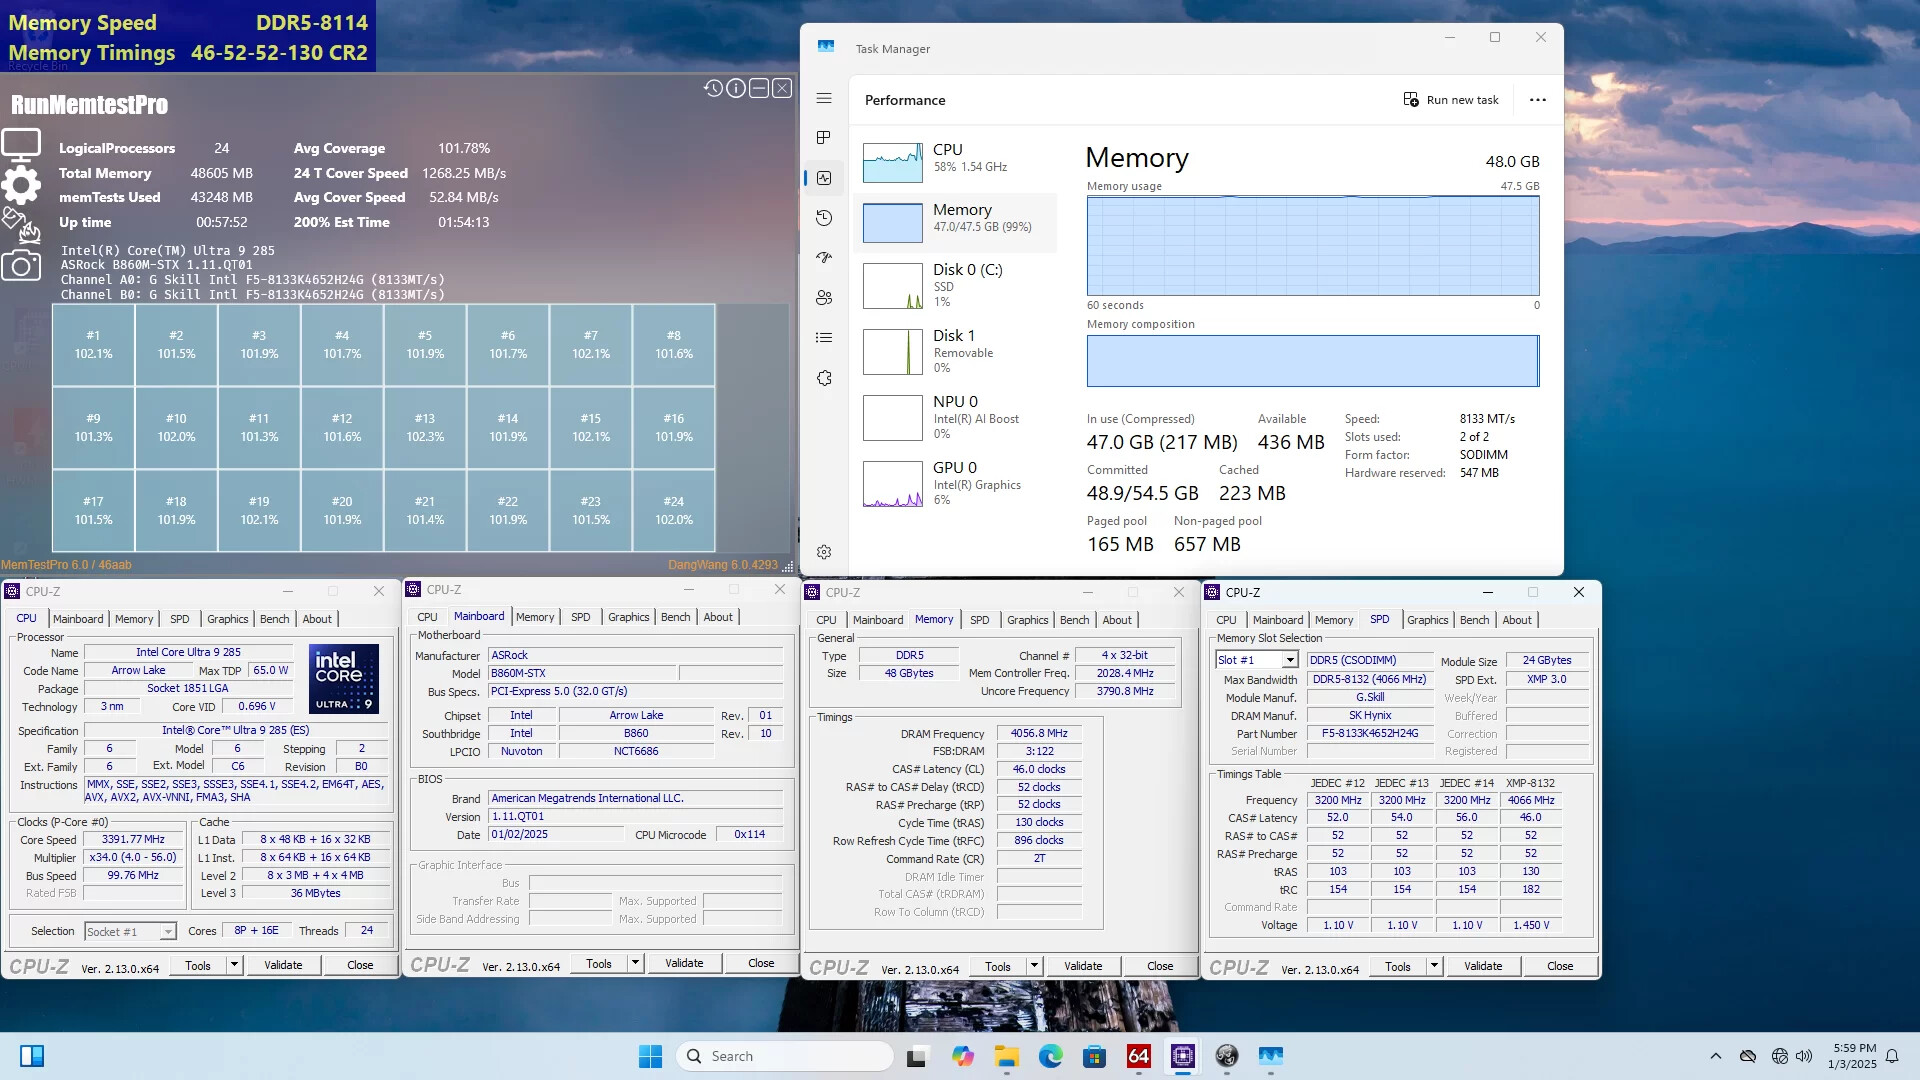 Memory Speed DDR5-8114
Memory Timings 46-52-52-130 CR2
Recycle Bin
RunMemtestPro
LogicalProcessors 24 Avg Coverage 101.78%
Total Memory 48605 MB 24 T Cover Speed 1268.25 MB/s
memTests Used 43248 MB Avg Cover Speed 52.84 MB/s
Up time 00:57:52 200% Est Time 01:54:13
Intel(R) Core(TM) Ultra 9 285
ASRock B860M-STX 1.11.QT01
Channel A0: G Skill Intl F5-8133K4652H24G (8133MT/s)
Channel B0: G Skill Intl F5-8133K4652H24G (8133MT/s)
#1 #2 #3 #4 #5 #6 #7 #8
102.1% 101.5% 101.9% 101.7% 101.9% 101.7% 102.1% 101.6%
#9 #10 #11 #12 #13 #14 #15 #16
101.3% 102.0% 101.3% 101.6% 102.3% 101.9% 102.1% 101.9%
#17 #18 #19 #20 #21 #22 #23 #24
101.5% 101.9% 102.1% 101.9% 101.4% 101.9% 101.5% 102.0%
MemTestPro 6.0 / 46aab DangWang 6.0.4293
Task Manager
Performance Run new task
CPU
58% 1.54 GHz
Memory
47.0/47.5 GB (99%)
Disk 0 (C:)
SSD
1%
Disk 1
Removable
0%
NPU 0
Intel(R) AI Boost
0%
GPU 0
Intel(R) Graphics
6%
Memory 48.0 GB
Memory usage 47.5 GB
60 seconds 0
Memory composition
In use (Compressed) Available
47.0 GB (217 MB) 436 MB
Committed Cached
48.9/54.5 GB 223 MB
Paged pool Non-paged pool
165 MB 657 MB
Speed: 8133 MT/s
Slots used: 2 of 2
Form factor: SODIMM
Hardware reserved: 547 MB
CPU-Z
CPU Mainboard Memory SPD Graphics Bench About
Processor
Name Intel Core Ultra 9 285
Code Name Arrow Lake Max TDP 65.0 W
Package Socket 1851 LGA
Technology 3 nm Core VID 0.696 V
intel
CORE
ULTRA 9
Specification Intel® Core™ Ultra 9 285 (ES)
Family 6 Model 6 Stepping 2
Ext. Family 6 Ext. Model C6 Revision B0
Instructions MMX, SSE, SSE2, SSE3, SSSE3, SSE4.1, SSE4.2, EM64T, AES,
AVX, AVX2, AVX-VNNI, FMA3, SHA
Clocks (P-Core #0)
Core Speed 3391.77 MHz
Multiplier x34.0 (4.0 - 56.0)
Bus Speed 99.76 MHz
Rated FSB
Cache
L1 Data 8 x 48 KB + 16 x 32 KB
L1 Inst. 8 x 64 KB + 16 x 64 KB
Level 2 8 x 3 MB + 4 x 4 MB
Level 3 36 MBytes
Selection Socket #1 Cores 8P + 16E Threads 24
CPU-Z Ver. 2.13.0.x64 Tools Validate Close
CPU-Z
CPU Mainboard Memory SPD Graphics Bench About
Motherboard
Manufacturer ASRock
Model B860M-STX
Bus Specs. PCI-Express 5.0 (32.0 GT/s)
Chipset Intel Arrow Lake Rev. 01
Southbridge Intel B860 Rev. 10
LPCIO Nuvoton NCT6686
BIOS
Brand American Megatrends International LLC.
Version 1.11.QT01
Date 01/02/2025 CPU Microcode 0x114
Graphic Interface
Bus
Transfer Rate Max. Supported
Side Band Addressing Max. Supported
CPU-Z Ver. 2.13.0.x64 Tools Validate Close
CPU-Z
CPU Mainboard Memory SPD Graphics Bench About
General
Type DDR5 Channel # 4 x 32-bit
Size 48 GBytes Mem Controller Freq. 2028.4 MHz
Uncore Frequency 3790.8 MHz
Timings
DRAM Frequency 4056.8 MHz
FSB:DRAM 3:122
CAS# Latency (CL) 46.0 clocks
RAS# to CAS# Delay (tRCD) 52 clocks
RAS# Precharge (tRP) 52 clocks
Cycle Time (tRAS) 130 clocks
Row Refresh Cycle Time (tRFC) 896 clocks
Command Rate (CR) 2T
DRAM Idle Timer
Total CAS# (tRDRAM)
Row To Column (tRCD)
CPU-Z Ver. 2.13.0.x64 Tools Validate Close
CPU-Z
CPU Mainboard Memory SPD Graphics Bench About
Memory Slot Selection
Slot #1 DDR5 (CSODIMM) Module Size 24 GBytes
Max Bandwidth DDR5-8132 (4066 MHz) SPD Ext. XMP 3.0
Module Manuf. G.Skill Week/Year
DRAM Manuf. SK Hynix Buffered
Part Number F5-8133K4652H24G Correction
Serial Number Registered
Timings Table
JEDEC #12 JEDEC #13 JEDEC #14 XMP-8132
Frequency 3200 MHz 3200 MHz 3200 MHz 4066 MHz
CAS# Latency 52.0 54.0 56.0 46.0
RAS# to CAS# 52 52 52 52
RAS# Precharge 52 52 52 52
tRAS 103 103 103 130
tRC 154 154 154 182
Command Rate
Voltage 1.10 V 1.10 V 1.10 V 1.450 V
CPU-Z Ver. 2.13.0.x64 Tools Validate Close
Search
64
5:59 PM
1/3/2025